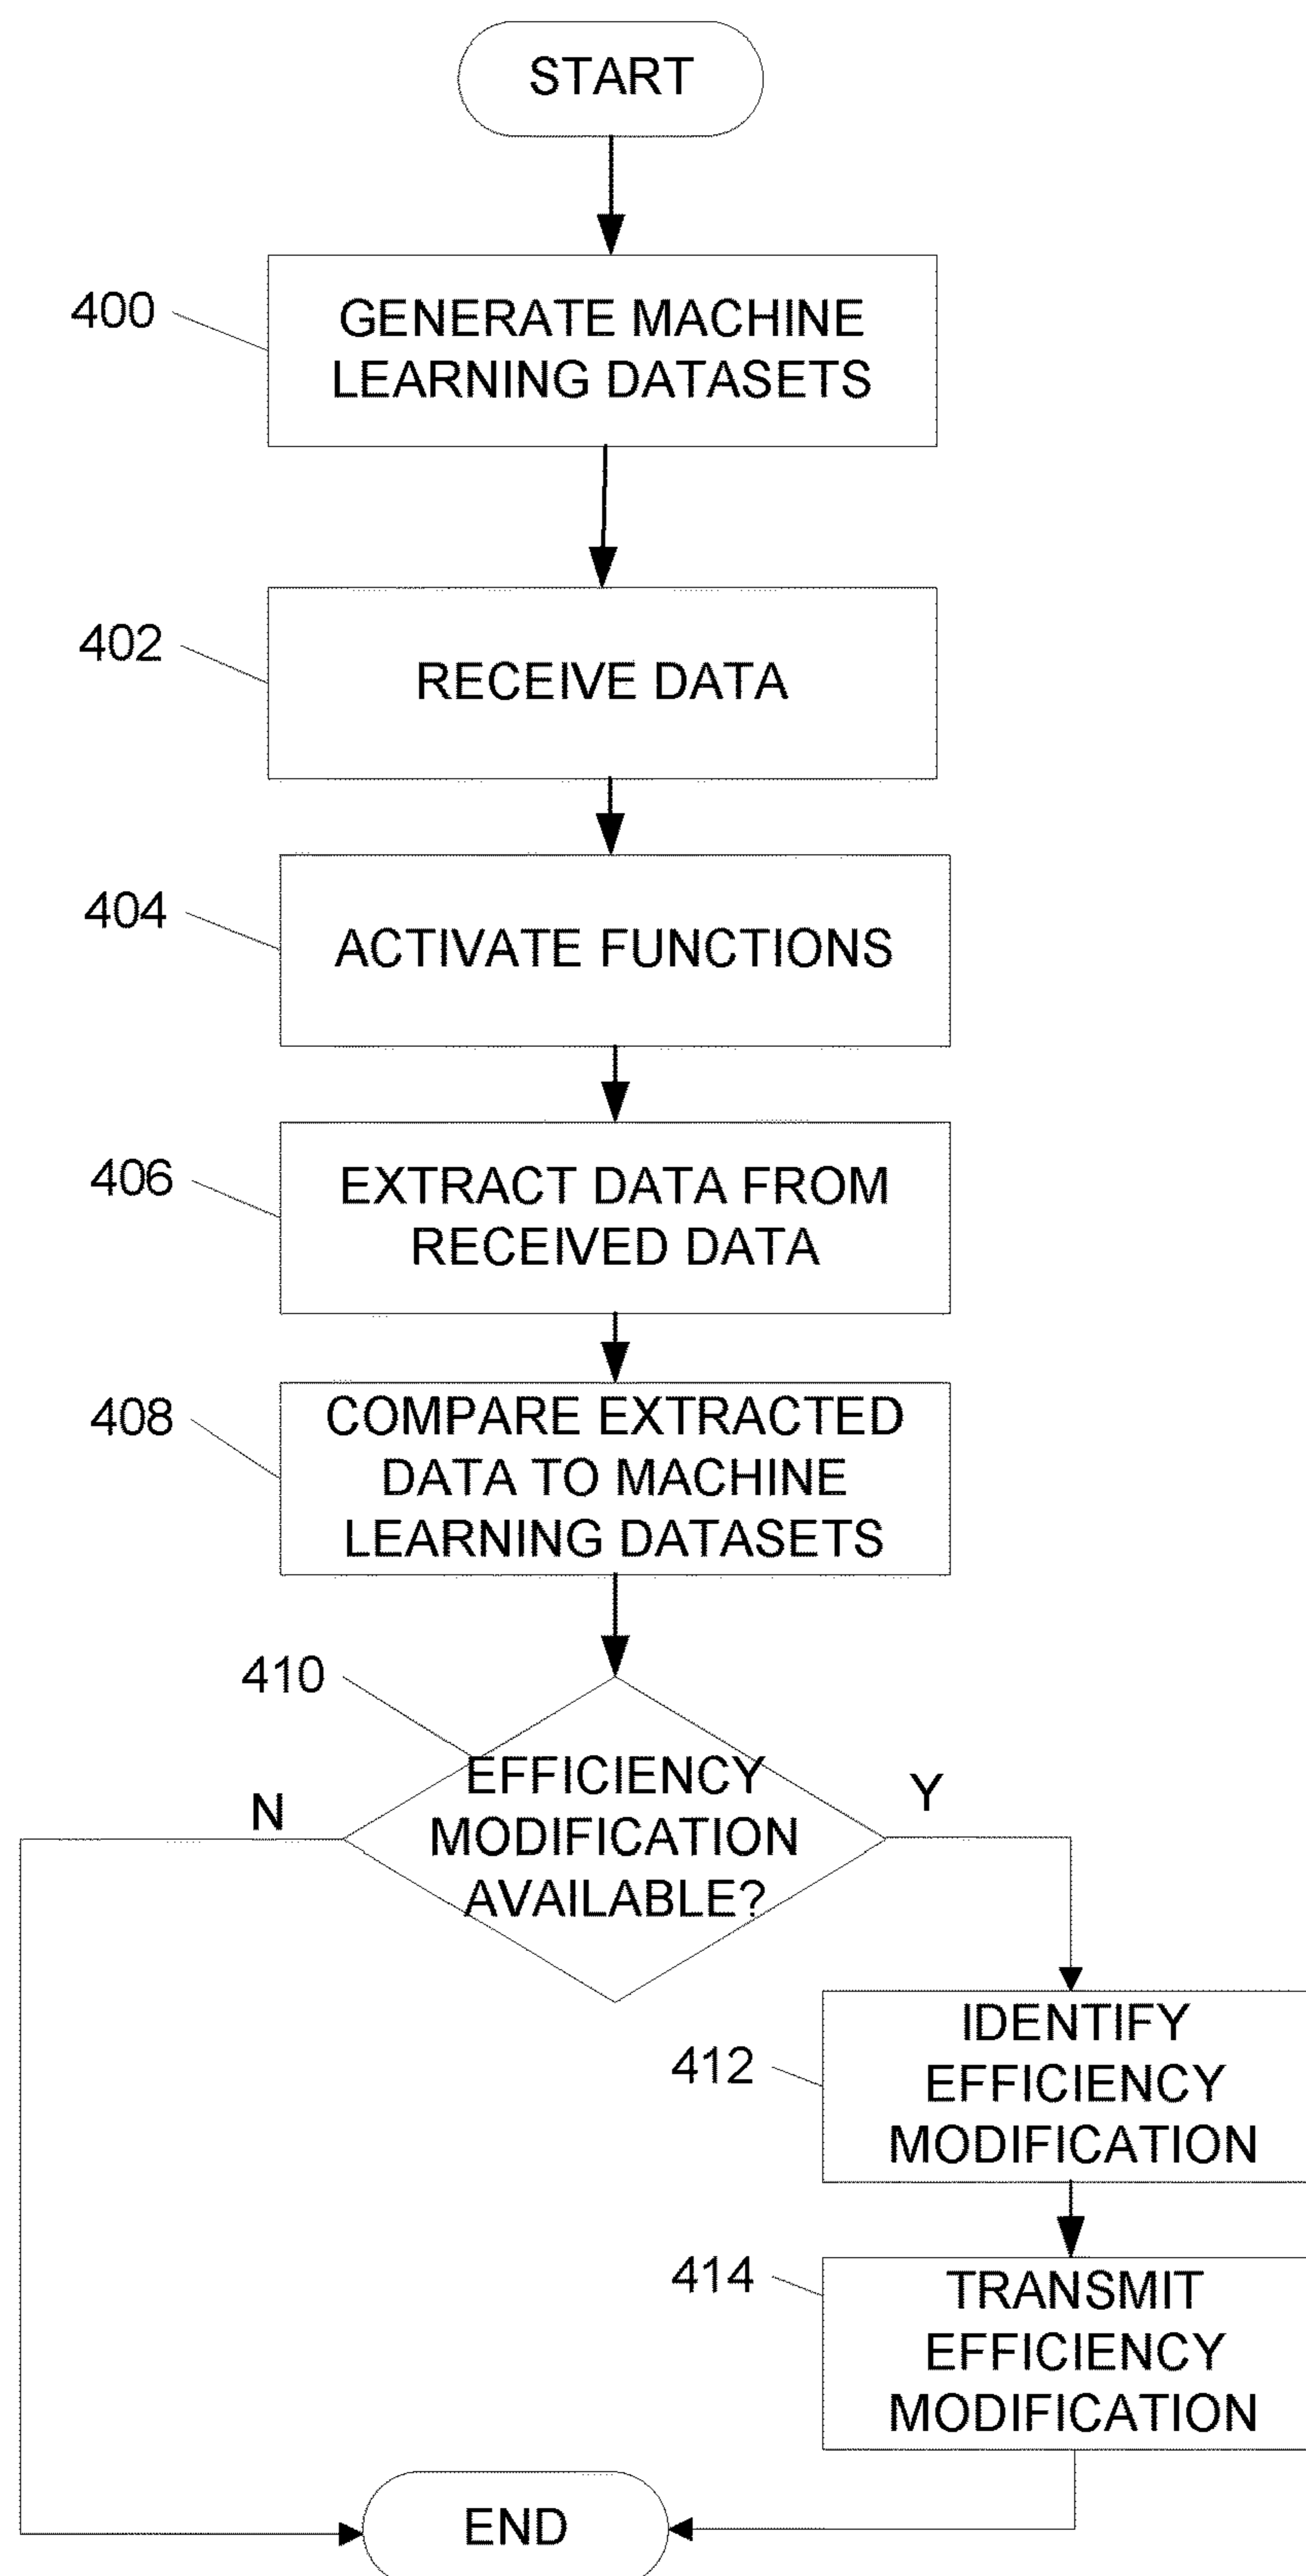 START
400
GENERATE MACHINE
LEARNING DATASETS
402
RECEIVE DATA
404
ACTIVATE FUNCTIONS
406
EXTRACT DATA FROM
RECEIVED DATA
408
COMPARE EXTRACTED
DATA TO MACHINE
LEARNING DATASETS
410
EFFICIENCY
MODIFICATION
AVAILABLE?
N
Y
412
IDENTIFY
EFFICIENCY
MODIFICATION
414
TRANSMIT
EFFICIENCY
MODIFICATION
END